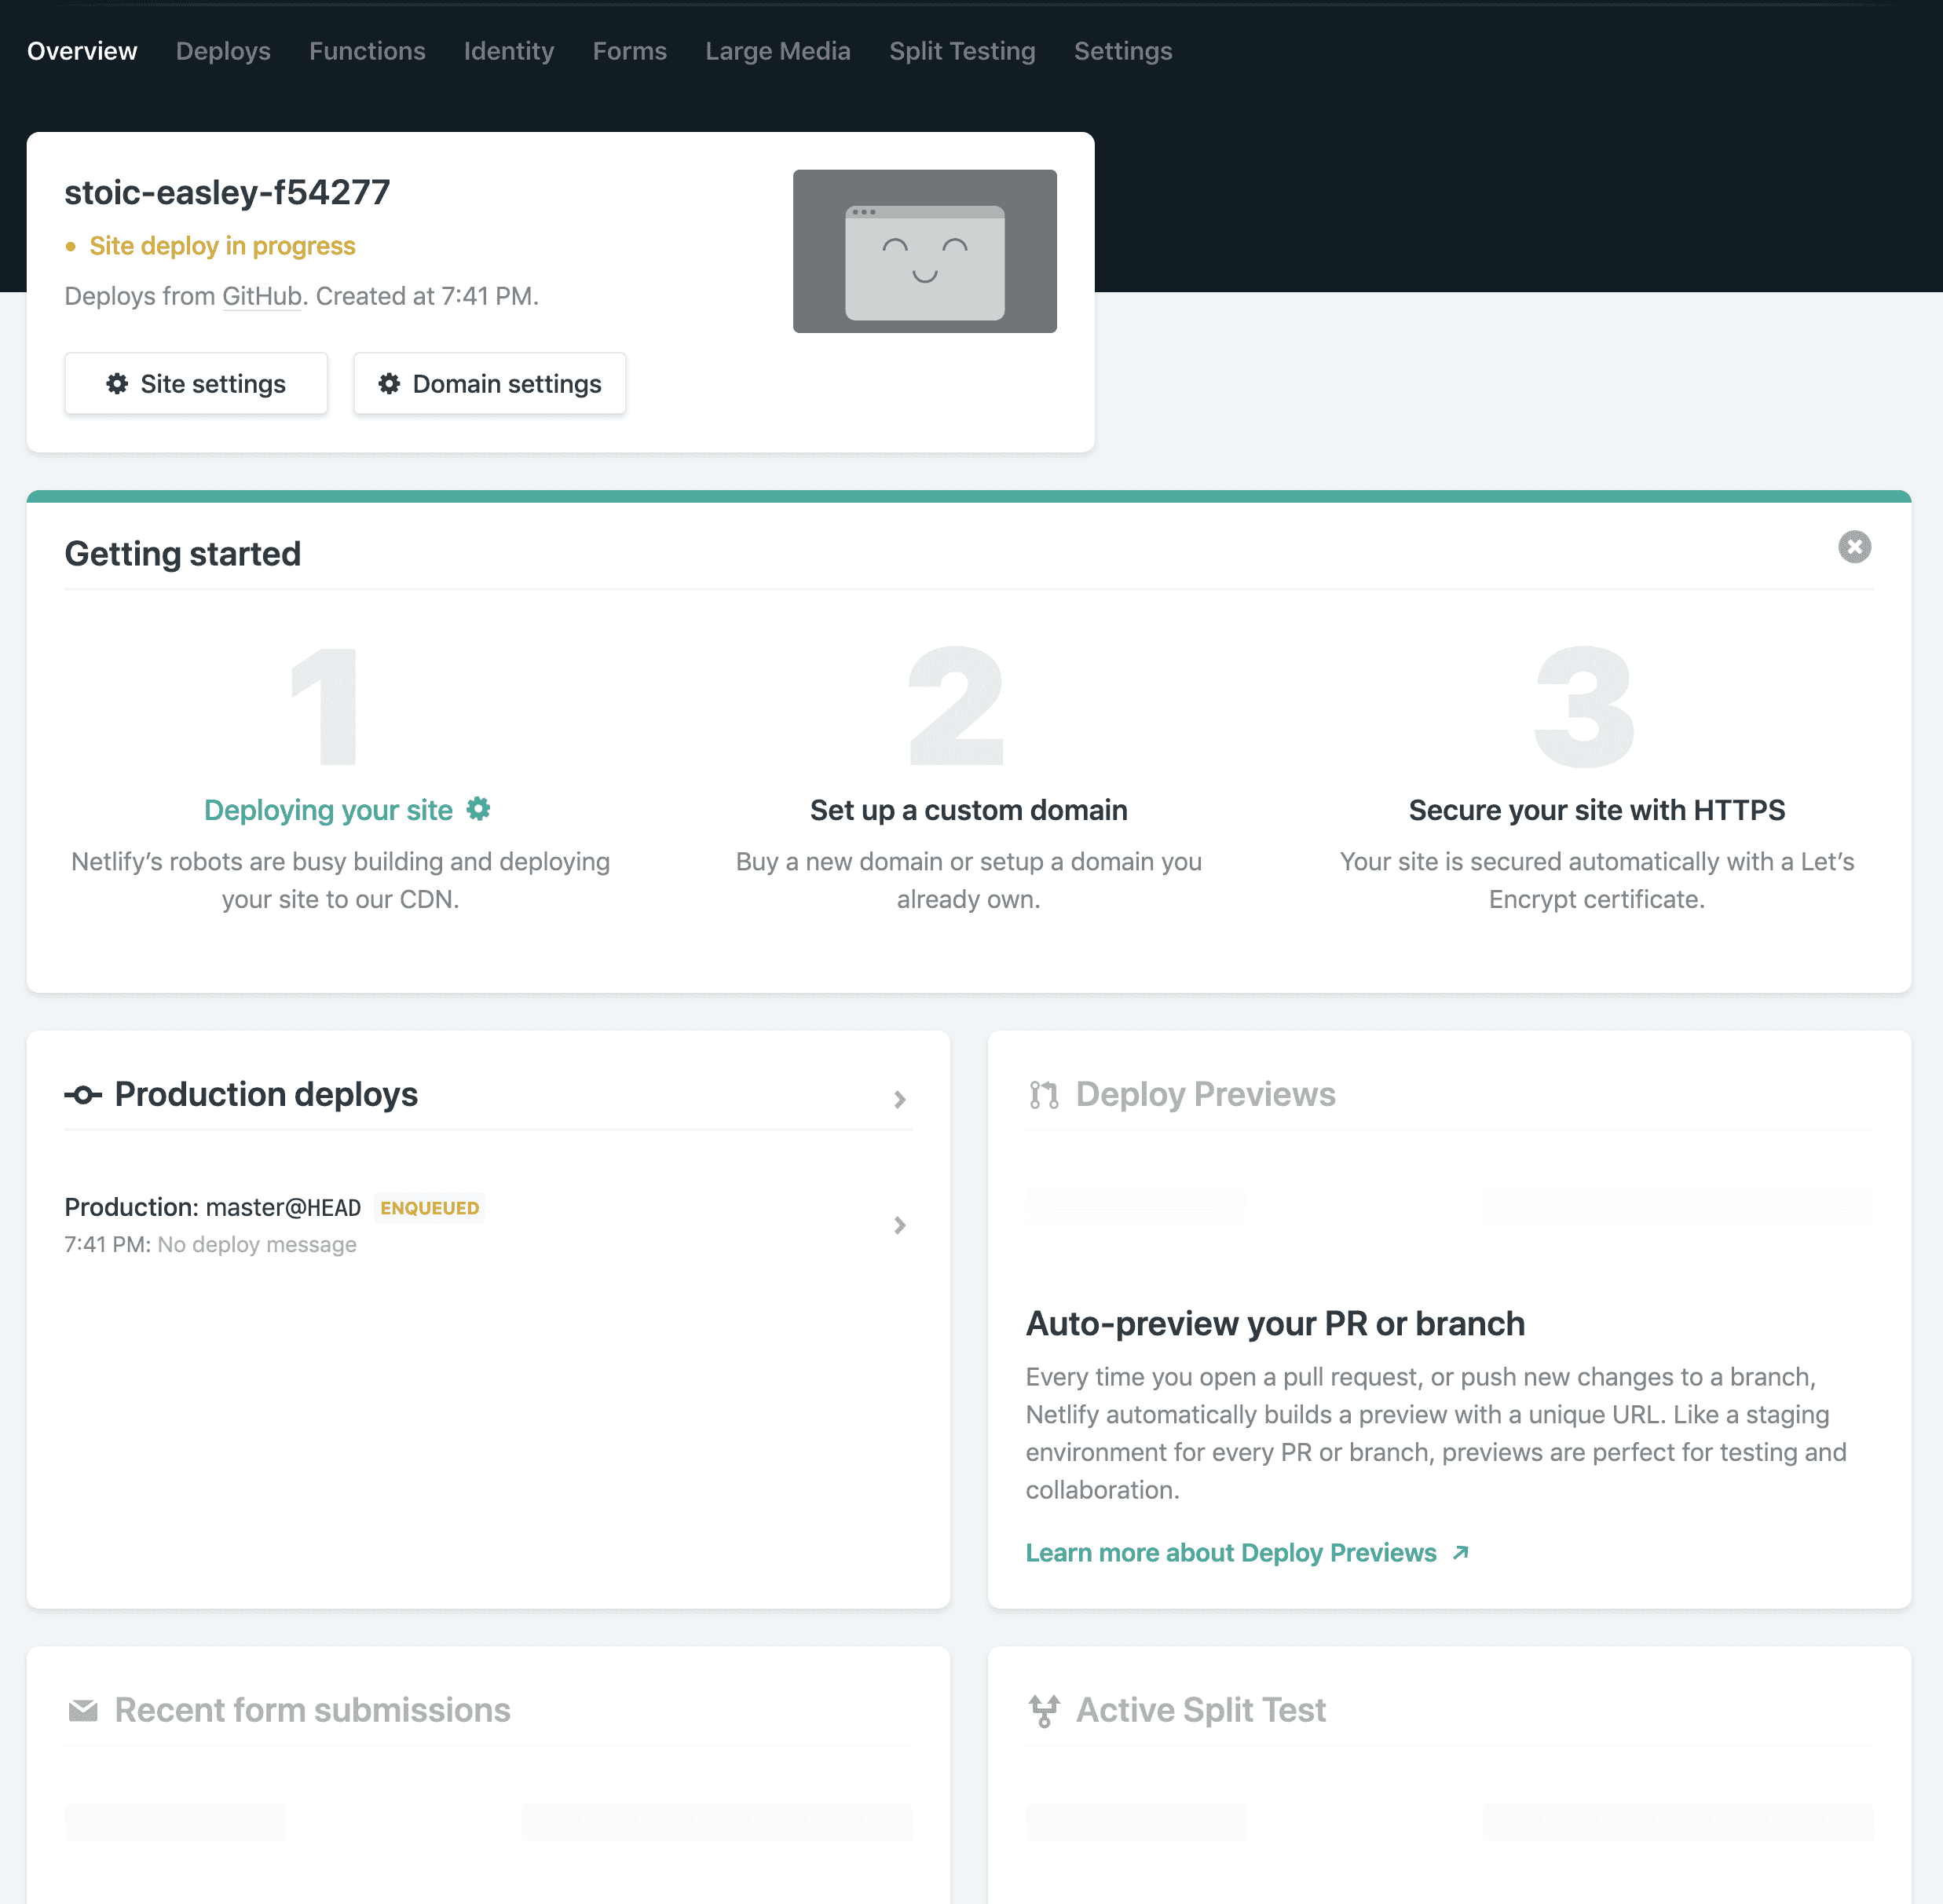 Overview Deploys Functions Identity Forms Large Media Split Testing Settings
stoic-easley-f54277
Site deploy in progress
Deploys from GitHub. Created at 7:41 PM.
Site settings
Domain settings
Getting started
1
Deploying your site
Netlify’s robots are busy building and deploying
your site to our CDN.
2
Set up a custom domain
Buy a new domain or setup a domain you
already own.
3
Secure your site with HTTPS
Your site is secured automatically with a Let’s
Encrypt certificate.
Production deploys
Production: master@HEAD ENQUEUED
7:41 PM: No deploy message
Deploy Previews
Auto-preview your PR or branch
Every time you open a pull request, or push new changes to a branch,
Netlify automatically builds a preview with a unique URL. Like a staging
environment for every PR or branch, previews are perfect for testing and
collaboration.
Learn more about Deploy Previews
Recent form submissions
Active Split Test